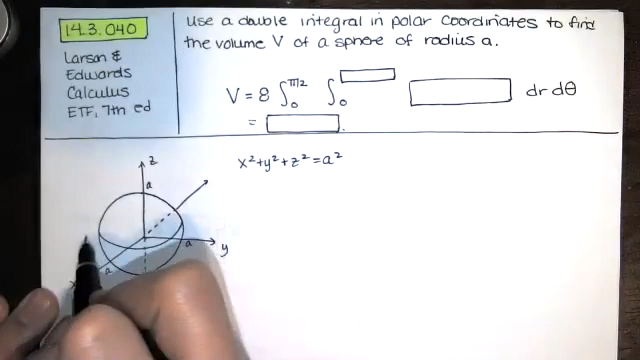 14.3.040
Larson &
Edwards
Calculus
ETF, 7th ed
Use a double integral in polar coordinates to find
the volume V of a sphere of radius a.
V = 8 ∫₀^π/2 ∫₀ dr dθ
= .
x² + y² + z² = a²
z
a
a
y
a
x